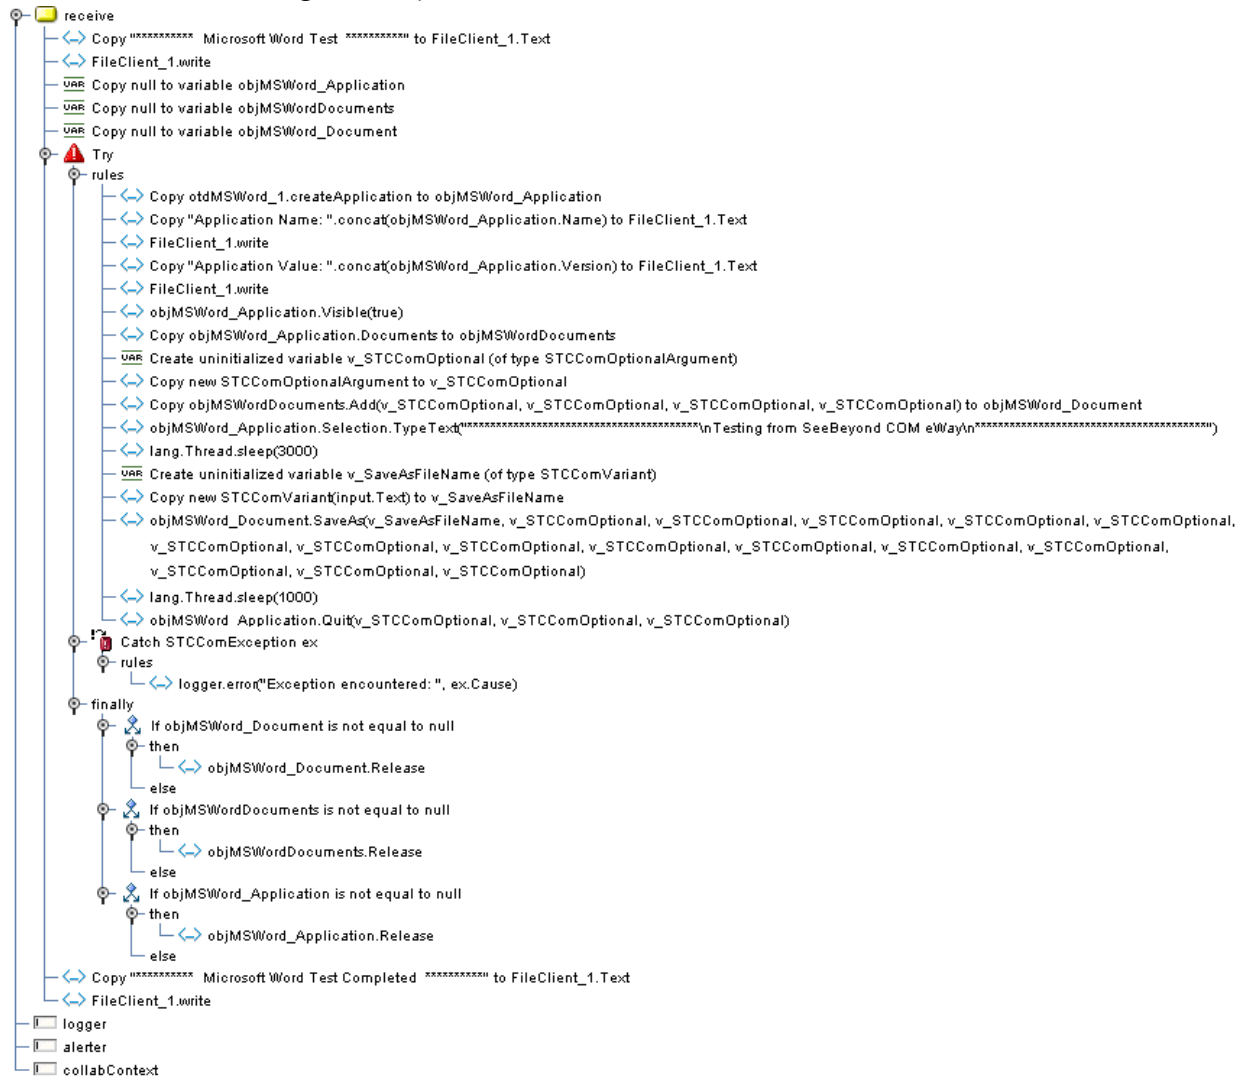 receive
Copy "********** Microsoft Word Test **********" to FileClient_1.Text
FileClient_1.write
VAR Copy null to variable objMSWord_Application
VAR Copy null to variable objMSWordDocuments
VAR Copy null to variable objMSWord_Document
Try
rules
Copy otdMSWord_1.createApplication to objMSWord_Application
Copy "Application Name: ".concat(objMSWord_Application.Name) to FileClient_1.Text
FileClient_1.write
Copy "Application Value: ".concat(objMSWord_Application.Version) to FileClient_1.Text
FileClient_1.write
objMSWord_Application.Visible(true)
Copy objMSWord_Application.Documents to objMSWordDocuments
VAR Create uninitialized variable v_STCComOptional (of type STCComOptionalArgument)
Copy new STCComOptionalArgument to v_STCComOptional
Copy objMSWordDocuments.Add(v_STCComOptional, v_STCComOptional, v_STCComOptional, v_STCComOptional) to objMSWord_Document
objMSWord_Application.Selection.TypeText("****************************************\nTesting from SeeBeyond COM eWay\n****************************************")
lang.Thread.sleep(3000)
VAR Create uninitialized variable v_SaveAsFileName (of type STCComVariant)
Copy new STCComVariant(input.Text) to v_SaveAsFileName
objMSWord_Document.SaveAs(v_SaveAsFileName, v_STCComOptional, v_STCComOptional, v_STCComOptional, v_STCComOptional, v_STCComOptional,
v_STCComOptional, v_STCComOptional, v_STCComOptional, v_STCComOptional, v_STCComOptional, v_STCComOptional, v_STCComOptional,
v_STCComOptional, v_STCComOptional, v_STCComOptional)
lang.Thread.sleep(1000)
objMSWord_Application.Quit(v_STCComOptional, v_STCComOptional, v_STCComOptional)
Catch STCComException ex
rules
logger.error("Exception encountered: ", ex.Cause)
finally
If objMSWord_Document is not equal to null
then
objMSWord_Document.Release
else
If objMSWordDocuments is not equal to null
then
objMSWordDocuments.Release
else
If objMSWord_Application is not equal to null
then
objMSWord_Application.Release
else
Copy "********** Microsoft Word Test Completed **********" to FileClient_1.Text
FileClient_1.write
logger
alerter
collabContext